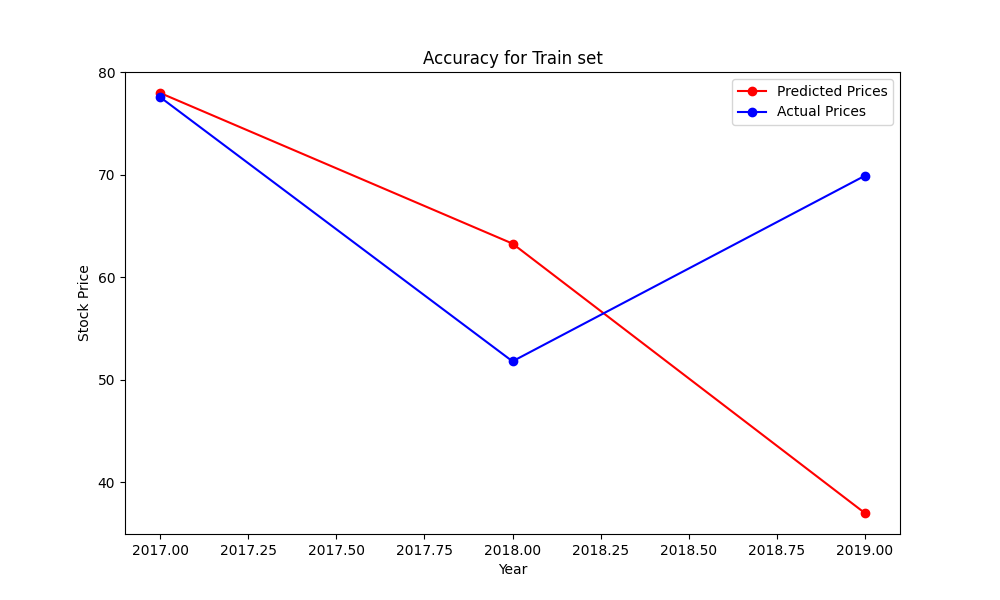 Accuracy for Train set
Predicted Prices
Actual Prices
80
70
60
50
40
Stock Price
2017.00 2017.25 2017.50 2017.75 2018.00 2018.25 2018.50 2018.75 2019.00
Year